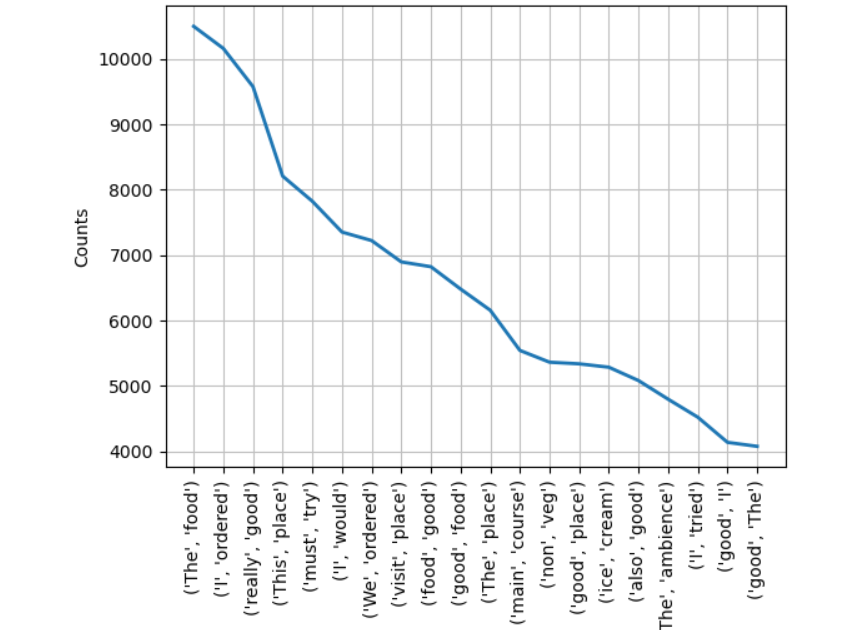 10000
9000
8000
7000
6000
5000
4000
Counts
('The', 'food')
('I', 'ordered')
('really', 'good')
('This', 'place')
('must', 'try')
('I', 'would')
('We', 'ordered')
('visit', 'place')
('food', 'good')
('good', 'food')
('The', 'place')
('main', 'course')
('non', 'veg')
('good', 'place')
('ice', 'cream')
('also', 'good')
The', 'ambience')
('I', 'tried')
('good', 'I')
('good', 'The')